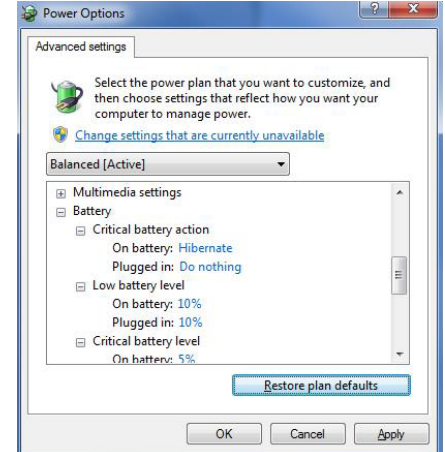 Power Options
Advanced settings
Select the power plan that you want to customize, and
then choose settings that reflect how you want your
computer to manage power.
Change settings that are currently unavailable
Balanced [Active]
Multimedia settings
Battery
Critical battery action
On battery: Hibernate
Plugged in: Do nothing
Low battery level
On battery: 10%
Plugged in: 10%
Critical battery level
On battery: 5%
Restore plan defaults
OK Cancel Apply